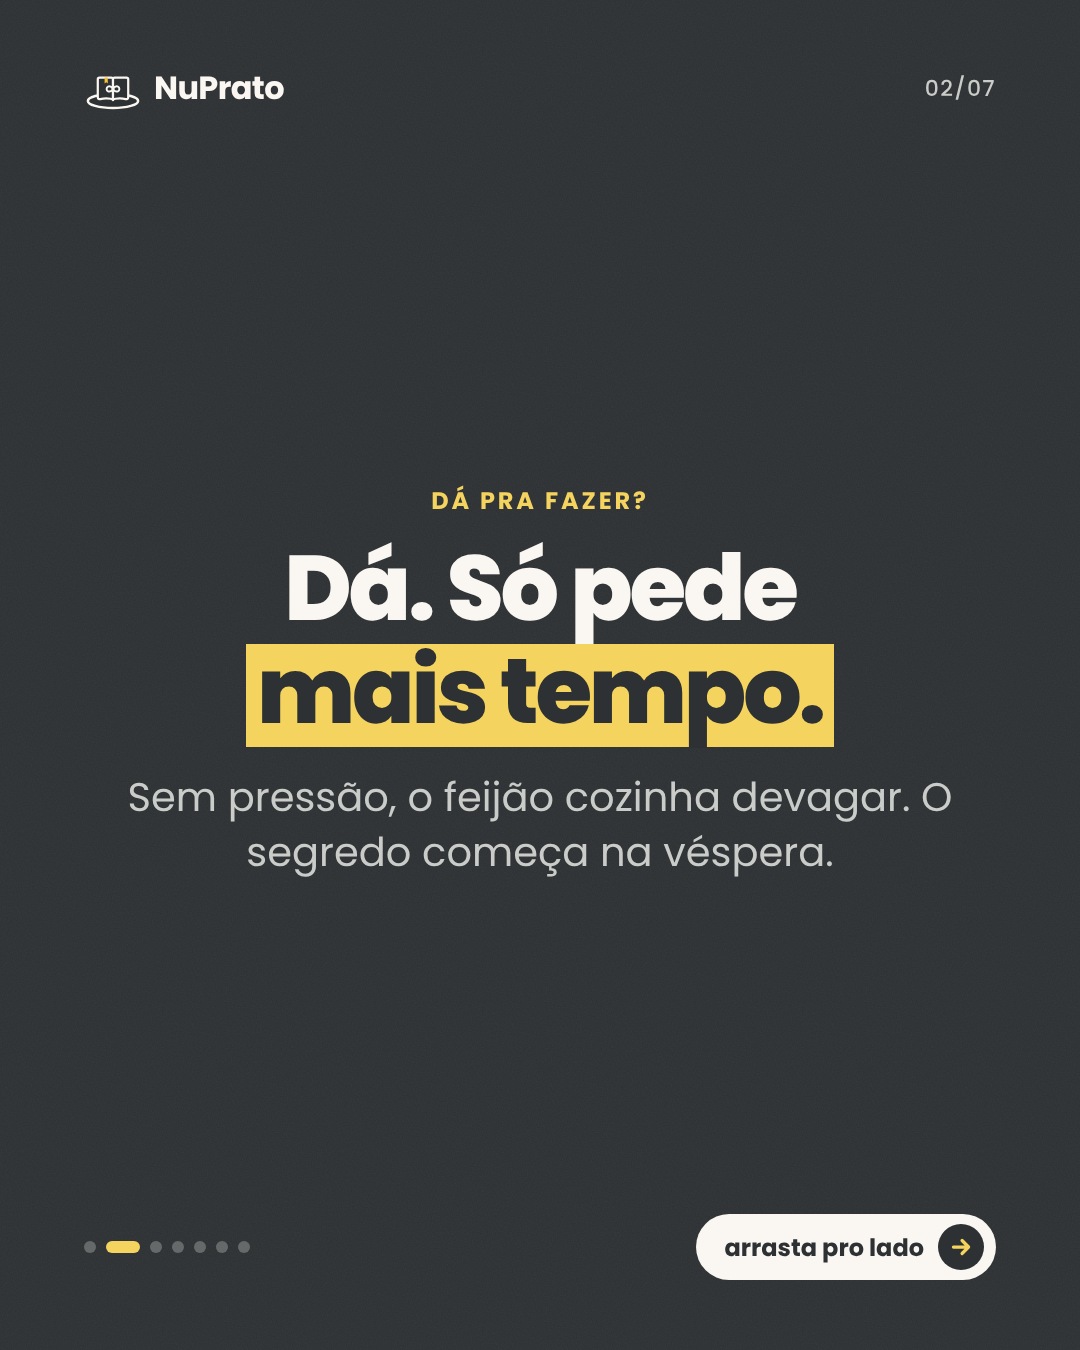 NuPrato
02/07
DÁ PRA FAZER?
Dá. Só pede
mais tempo.
Sem pressão, o feijão cozinha devagar. O
segredo começa na véspera.
arrasta pro lado